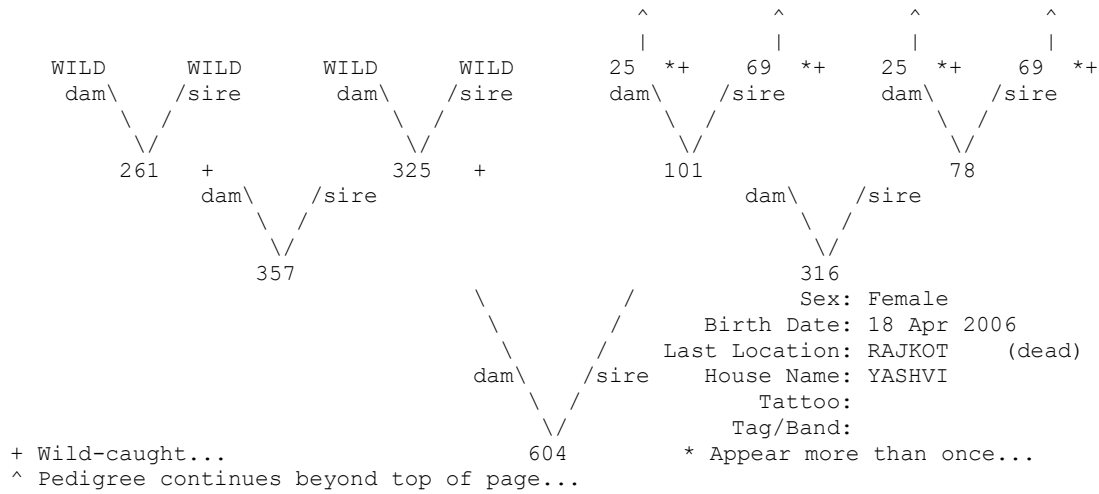 ^ ^ ^ ^
| | | |
WILD WILD WILD WILD 25 *+ 69 *+ 25 *+ 69 *+
dam\ /sire dam\ /sire dam\ /sire dam\ /sire
\ / \ / \ / \ /
\/ \/ \/ \/
261 + 325 + 101 78
dam\ /sire dam\ /sire
\ / \ /
\/ \/
357 316
\ / Sex: Female
\ / Birth Date: 18 Apr 2006
\ / Last Location: RAJKOT (dead)
dam\ /sire House Name: YASHVI
\ / Tattoo:
\/ Tag/Band:
+ Wild-caught... 604 * Appear more than once...
^ Pedigree continues beyond top of page...